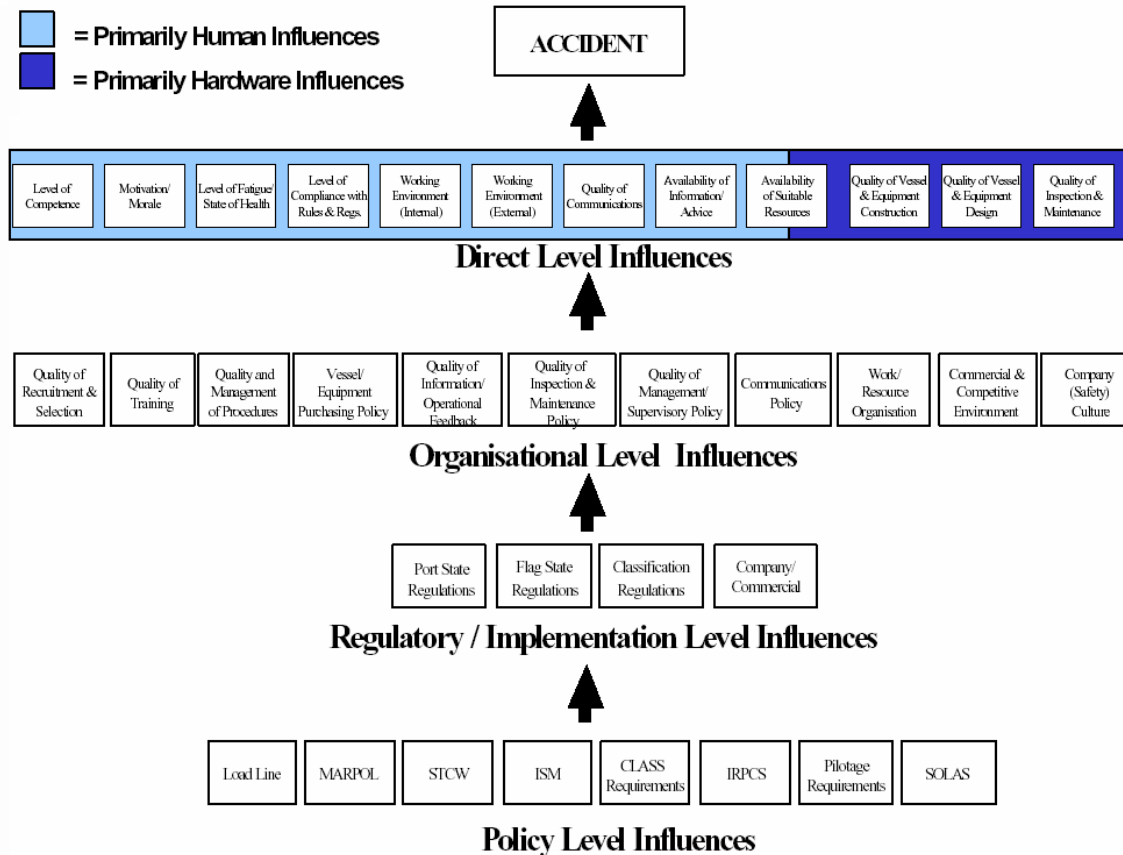 = Primarily Human Influences
= Primarily Hardware Influences
ACCIDENT
Level of
Competence
Motivation/
Morale
Level of Fatigue/
State of Health
Level of
Compliance with
Rules & Regs.
Working
Environment
(Internal)
Working
Environment
(External)
Quality of
Communications
Availability of
Information/
Advice
Availability
of Suitable
Resources
Quality of Vessel
& Equipment
Construction
Quality of Vessel
& Equipment
Design
Quality of
Inspection &
Maintenance
Direct Level Influences
Quality of
Recruitment &
Selection
Quality of
Training
Quality and
Management
of Procedures
Vessel/
Equipment
Purchasing Policy
Quality of
Information/
Operational
Feedback
Quality of
Inspection &
Maintenance
Policy
Quality of
Management/
Supervisory Policy
Communications
Policy
Work/
Resource
Organisation
Commercial &
Competitive
Environment
Company
(Safety)
Culture
Organisational Level Influences
Port State
Regulations
Flag State
Regulations
Classification
Regulations
Company/
Commercial
Regulatory / Implementation Level Influences
Load Line
MARPOL
STCW
ISM
CLASS
Requirements
IRPCS
Pilotage
Requirements
SOLAS
Policy Level Influences